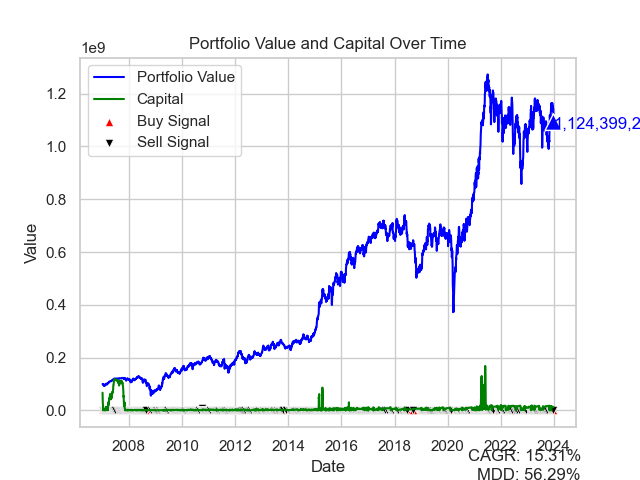 Portfolio Value and Capital Over Time
1e9
Portfolio Value
Capital
Buy Signal
Sell Signal
1.2
1.0
0.8
0.6
0.4
0.2
0.0
Value
1,124,399,2
2008 2010 2012 2014 2016 2018 2020 2022 2024
Date
CAGR: 15.31%
MDD: 56.29%